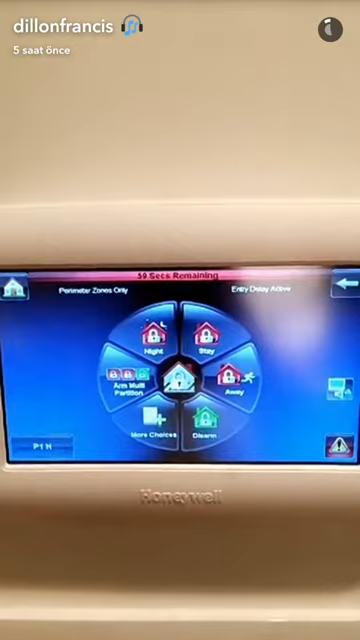 dillonfrancis
5 saat önce
59 Secs Remaining
Perimeter Zones Only
Entry Delay Active
Night
Stay
Arm Multi
Partition
Away
More Choices
Disarm
P1
Honeywell